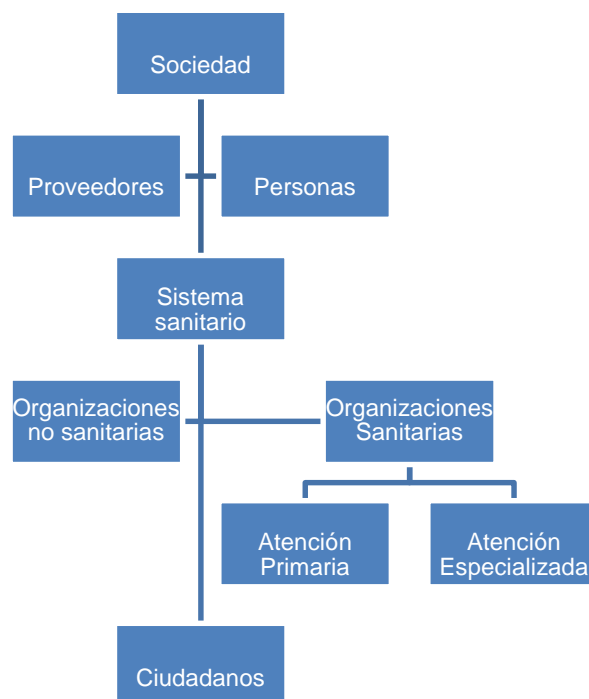 Sociedad
Proveedores
Personas
Sistema
sanitario
Organizaciones
no sanitarias
Organizaciones
Sanitarias
Atención
Primaria
Atención
Especializada
Ciudadanos